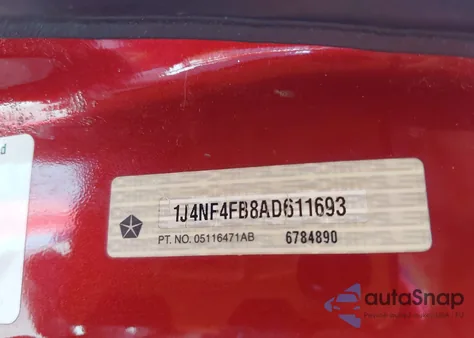 d
1J4NF4FB8AD611693
PT. NO. 05116471AB 6784890
autoSnap